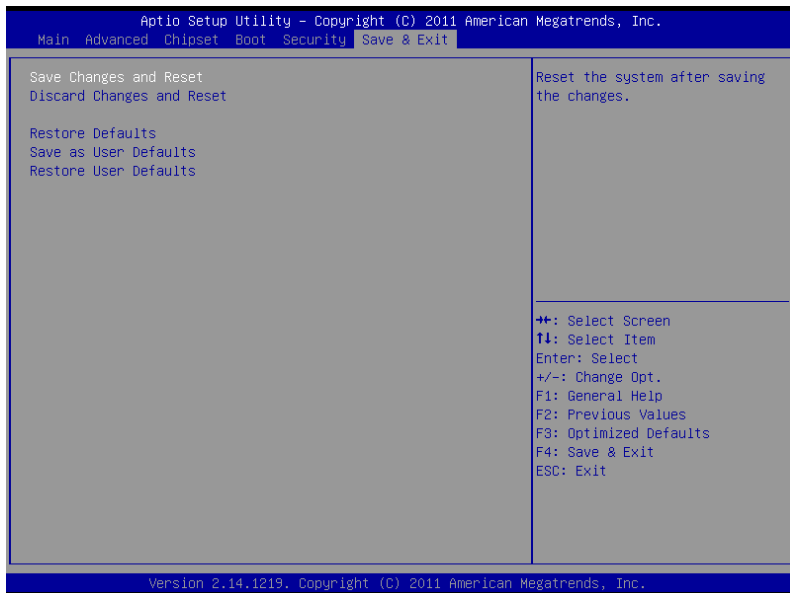 Aptio Setup Utility – Copyright (C) 2011 American Megatrends, Inc.
Main Advanced Chipset Boot Security Save & Exit
Save Changes and Reset
Discard Changes and Reset
Restore Defaults
Save as User Defaults
Restore User Defaults
Reset the system after saving
the changes.
→←: Select Screen
↑↓: Select Item
Enter: Select
+/-: Change Opt.
F1: General Help
F2: Previous Values
F3: Optimized Defaults
F4: Save & Exit
ESC: Exit
Version 2.14.1219. Copyright (C) 2011 American Megatrends, Inc.